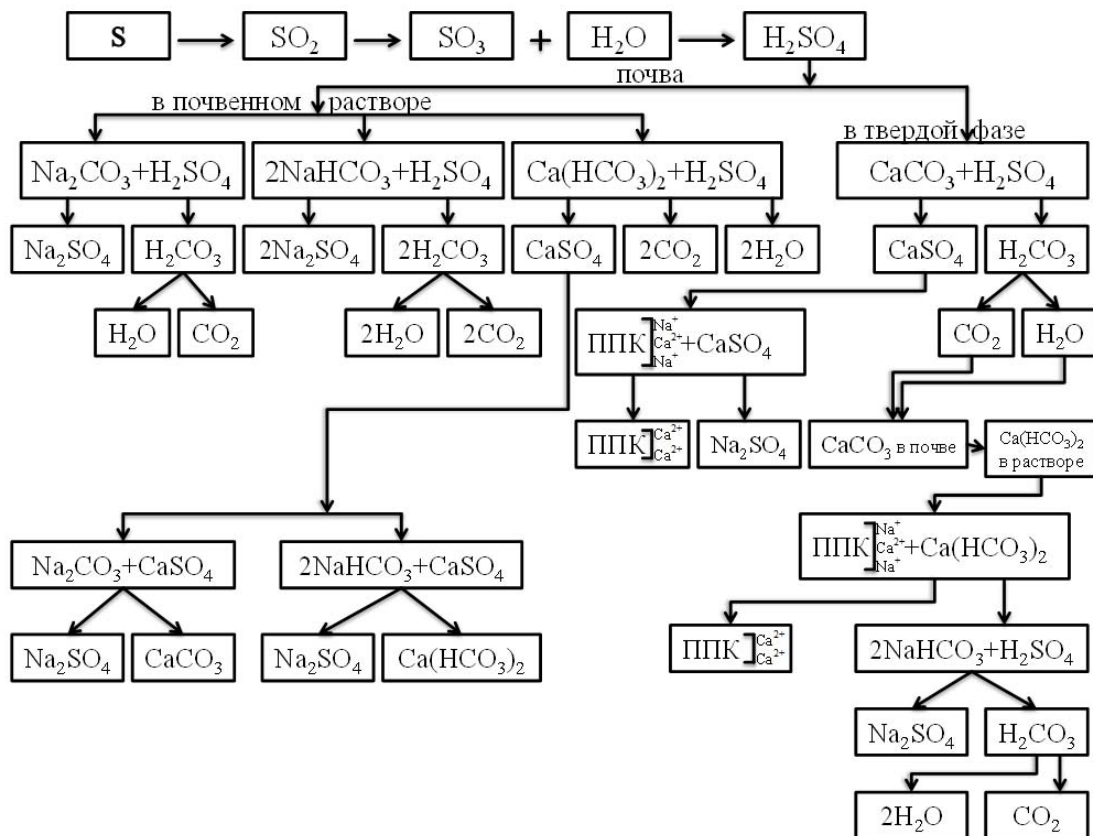 S SO₂ SO₃ + H₂O H₂SO₄
почва
в почвенном растворе
в твердой фазе
Na₂CO₃+H₂SO₄ 2NaHCO₃+H₂SO₄ Ca(HCO₃)₂+H₂SO₄ CaCO₃+H₂SO₄
Na₂SO₄ H₂CO₃ 2Na₂SO₄ 2H₂CO₃ CaSO₄ 2CO₂ 2H₂O CaSO₄ H₂CO₃
H₂O CO₂ 2H₂O 2CO₂ CO₂ H₂O
ППК]Na⁺ Ca²⁺ Na⁺ +CaSO₄
ППК]Ca²⁺ Ca²⁺ Na₂SO₄ CaCO₃ в почве Ca(HCO₃)₂
в растворе
ППК]Na⁺ Ca²⁺ Na⁺ +Ca(HCO₃)₂
Na₂CO₃+CaSO₄ 2NaHCO₃+CaSO₄
Na₂SO₄ CaCO₃ Na₂SO₄ Ca(HCO₃)₂ ППК]Ca²⁺ Ca²⁺ 2NaHCO₃+H₂SO₄
Na₂SO₄ H₂CO₃
2H₂O CO₂